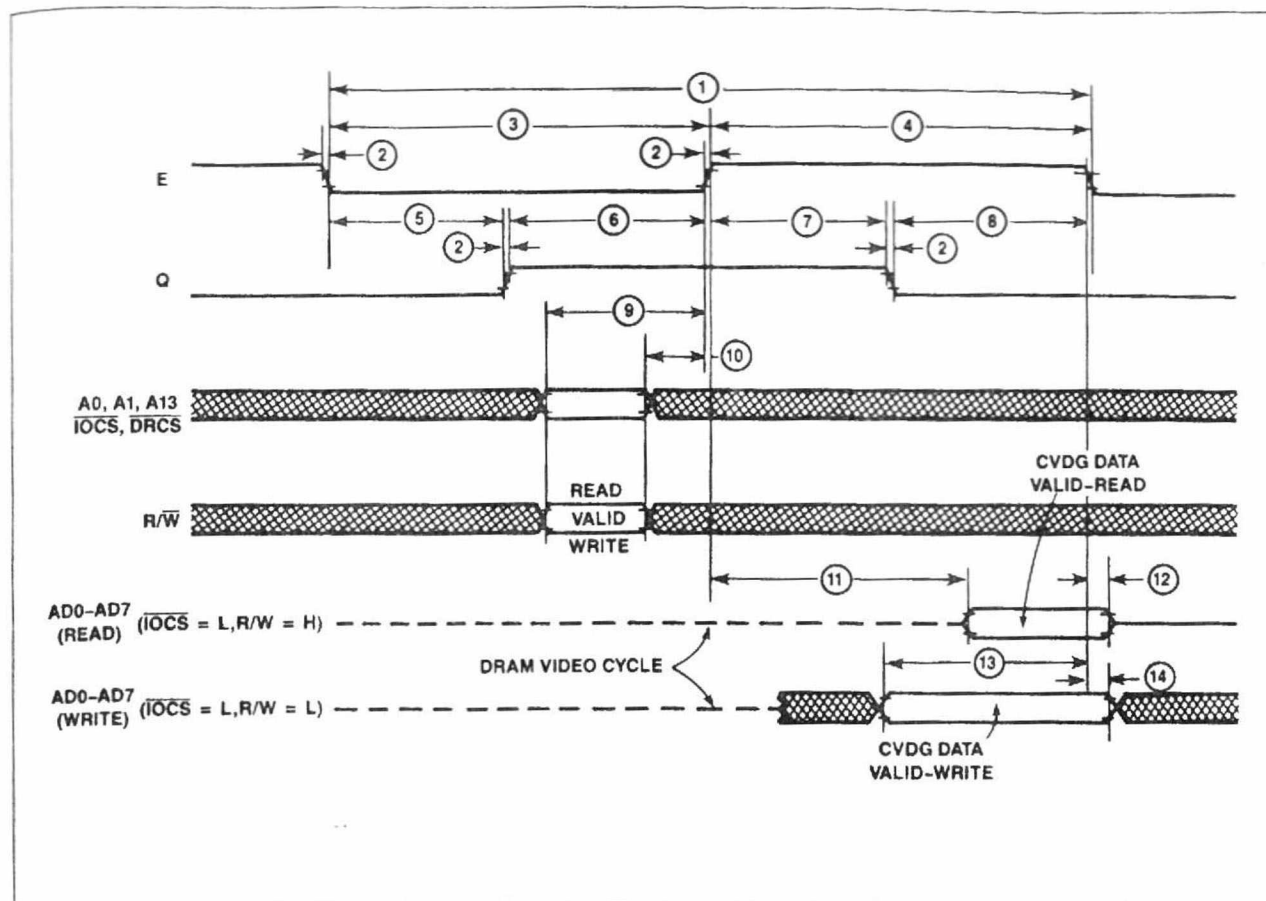 1
3
4
2
2
E
5
6
7
8
2
2
Q
9
10
A0, A1, A13
IOCS, DRCS
CVDG DATA
VALID-READ
READ
R/W
VALID
WRITE
11
12
AD0-AD7
(READ) (IOCS = L,R/W = H)
DRAM VIDEO CYCLE
13
14
AD0-AD7
(WRITE) (IOCS = L,R/W = L)
CVDG DATA
VALID-WRITE